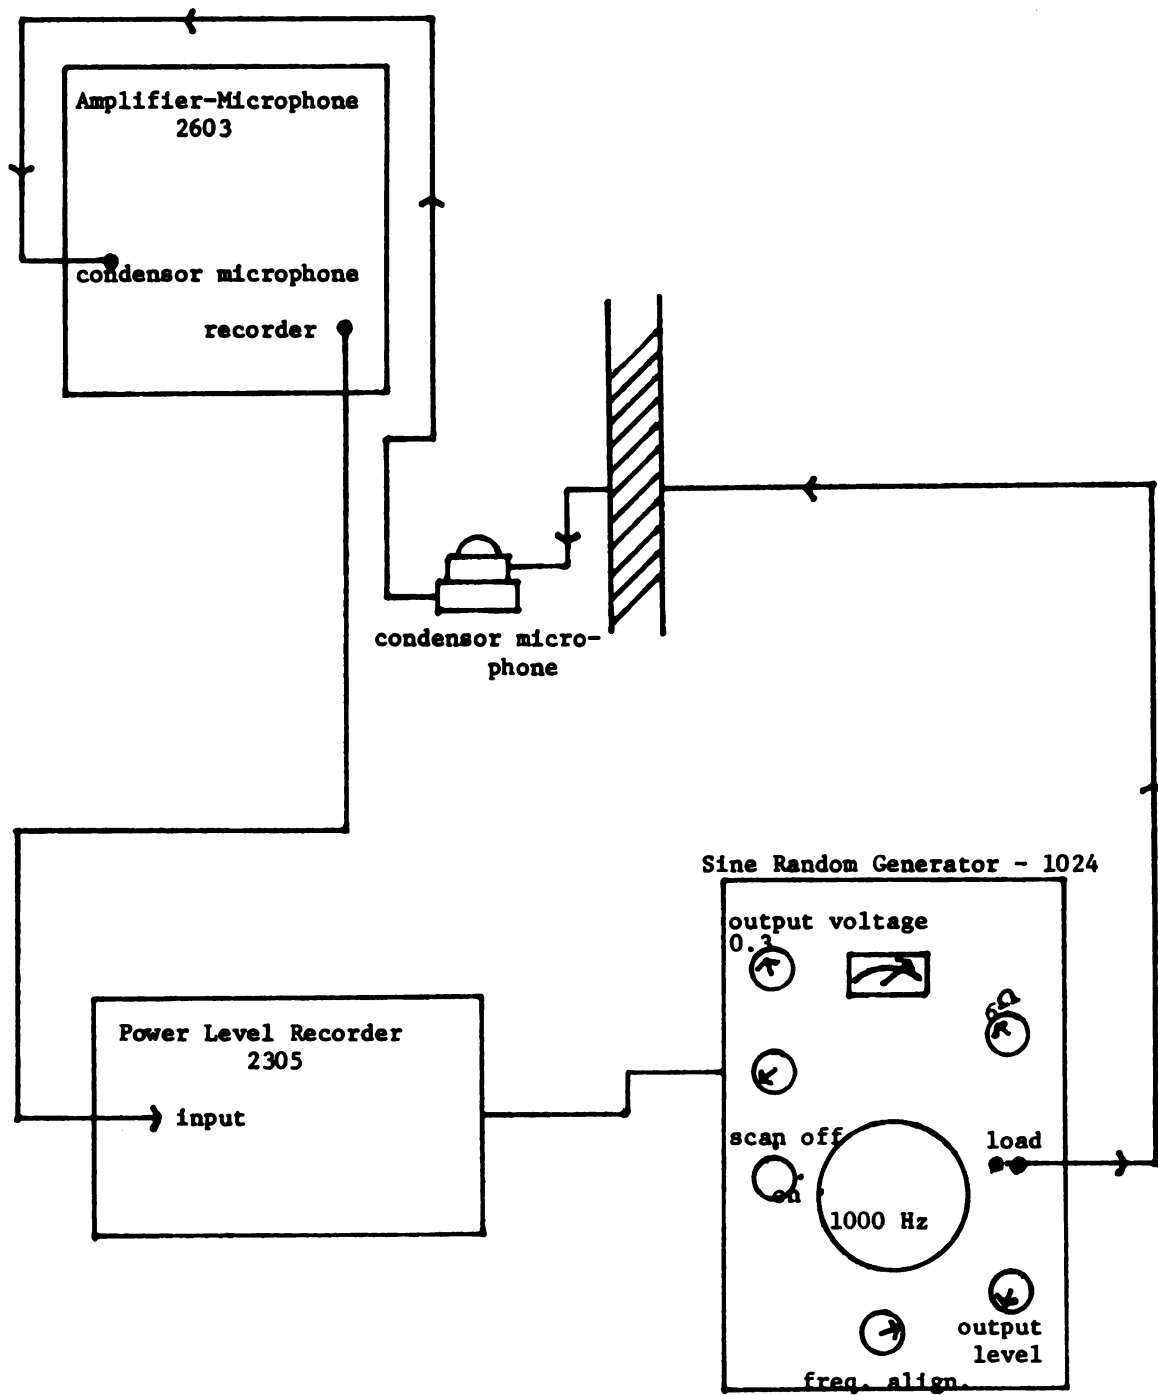 Amplifier-Microphone
2603
condensor microphone
recorder
condensor micro-
phone
Sine Random Generator - 1024
output voltage
0.3
6Ω
Power Level Recorder
2305
input
scan off
on
load
1000 Hz
output
level
freq. align.